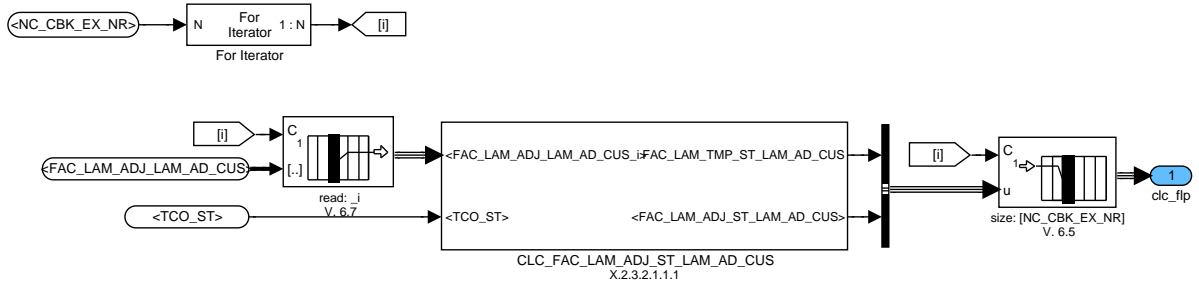 <NC_CBK_EX_NR>
N
For
Iterator
1 : N
[i]
For Iterator
[i]
C
1
<FAC_LAM_ADJ_LAM_AD_CUS>
[..]
read: _i
V. 6.7
<TCO_ST>
<FAC_LAM_ADJ_LAM_AD_CUS_i>
FAC_LAM_TMP_ST_LAM_AD_CUS
<TCO_ST>
<FAC_LAM_ADJ_ST_LAM_AD_CUS>
CLC_FAC_LAM_ADJ_ST_LAM_AD_CUS
X.2.3.2.1.1.1
[i]
C
1
u
size: [NC_CBK_EX_NR]
V. 6.5
1
clc_flp